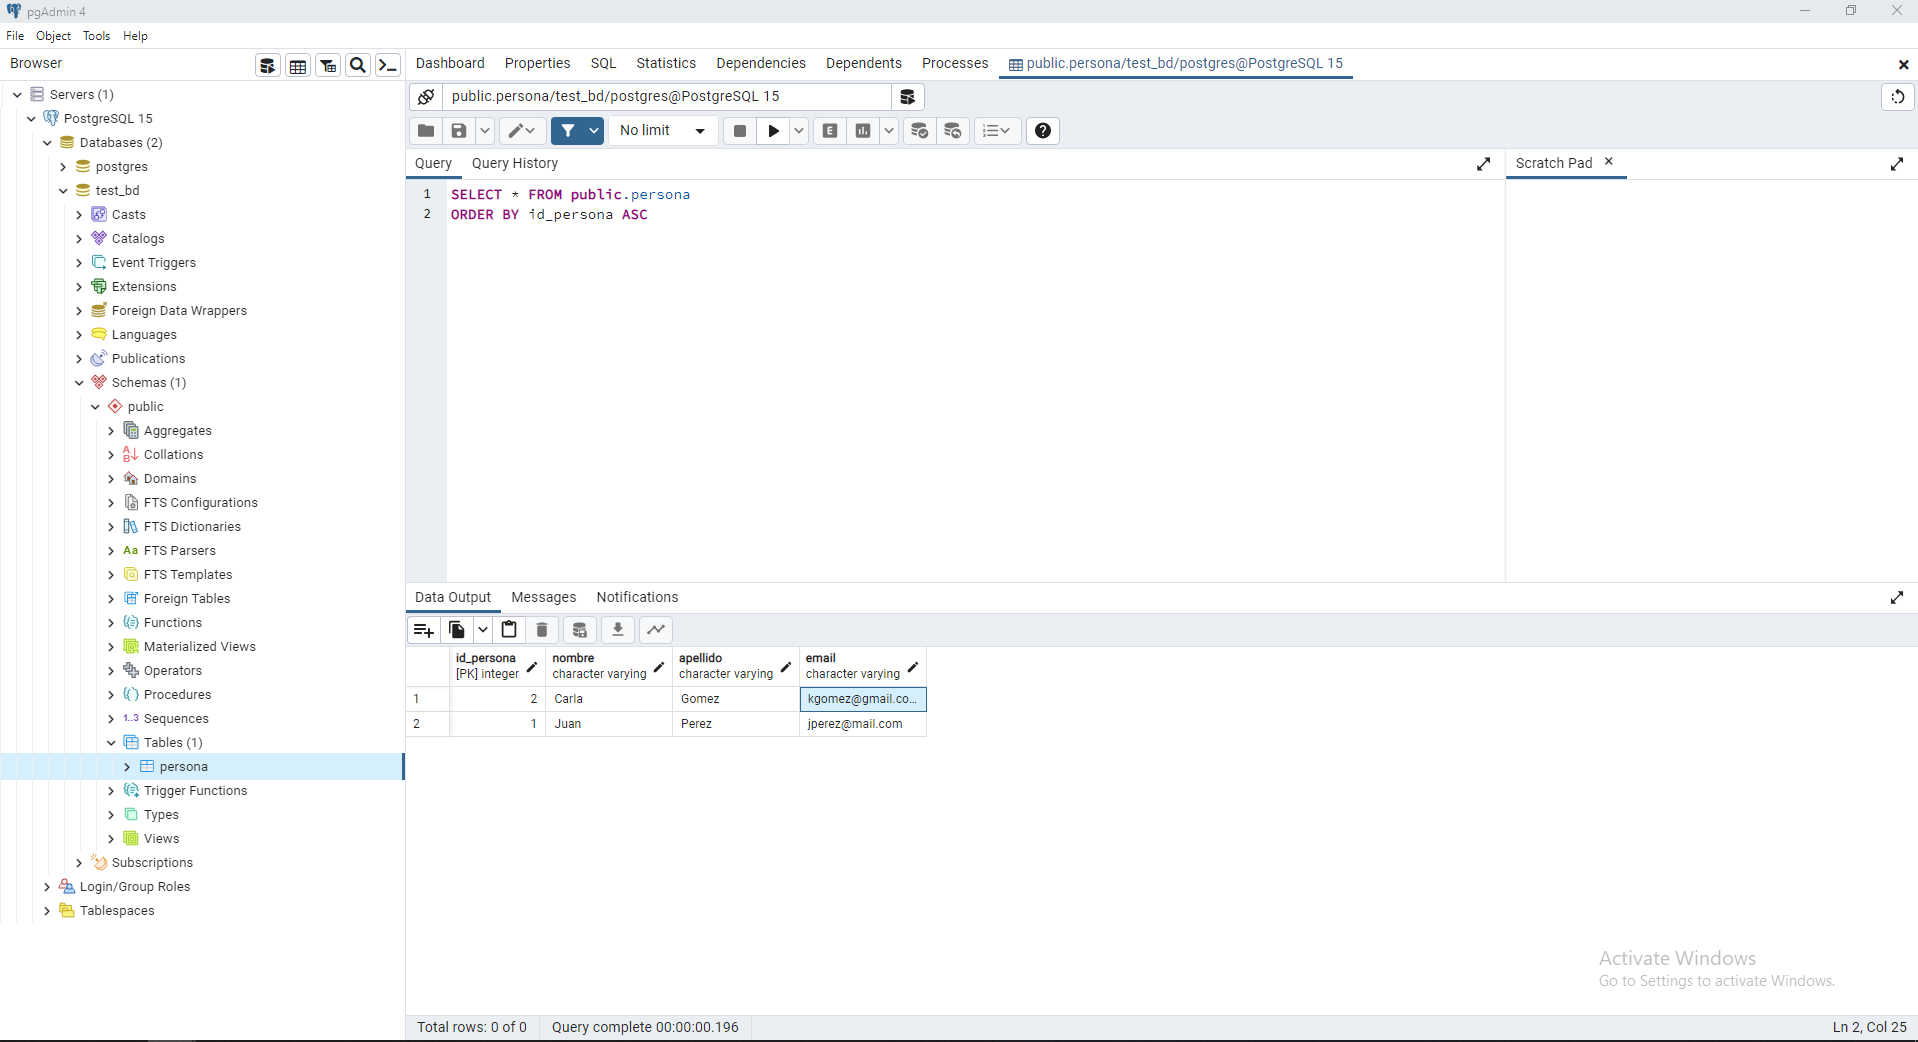 pgAdmin 4
File Object Tools Help
Browser
Dashboard Properties SQL Statistics Dependencies Dependents Processes public.persona/test_bd/postgres@PostgreSQL 15
Servers (1)
PostgreSQL 15
Databases (2)
postgres
test_bd
Casts
Catalogs
Event Triggers
Extensions
Foreign Data Wrappers
Languages
Publications
Schemas (1)
public
Aggregates
Collations
Domains
FTS Configurations
FTS Dictionaries
Aa FTS Parsers
FTS Templates
Foreign Tables
Functions
Materialized Views
Operators
Procedures
1..3 Sequences
Tables (1)
persona
Trigger Functions
Types
Views
Subscriptions
Login/Group Roles
Tablespaces
public.persona/test_bd/postgres@PostgreSQL 15
No limit E
Query Query History
Scratch Pad
1 SELECT * FROM public.persona
2 ORDER BY id_persona ASC
Data Output Messages Notifications
id_persona nombre apellido email
[PK] integer character varying character varying character varying
1 2 Carla Gomez kgomez@gmail.co...
2 1 Juan Perez jperez@mail.com
Activate Windows
Go to Settings to activate Windows.
Total rows: 0 of 0 Query complete 00:00:00.196 Ln 2, Col 25